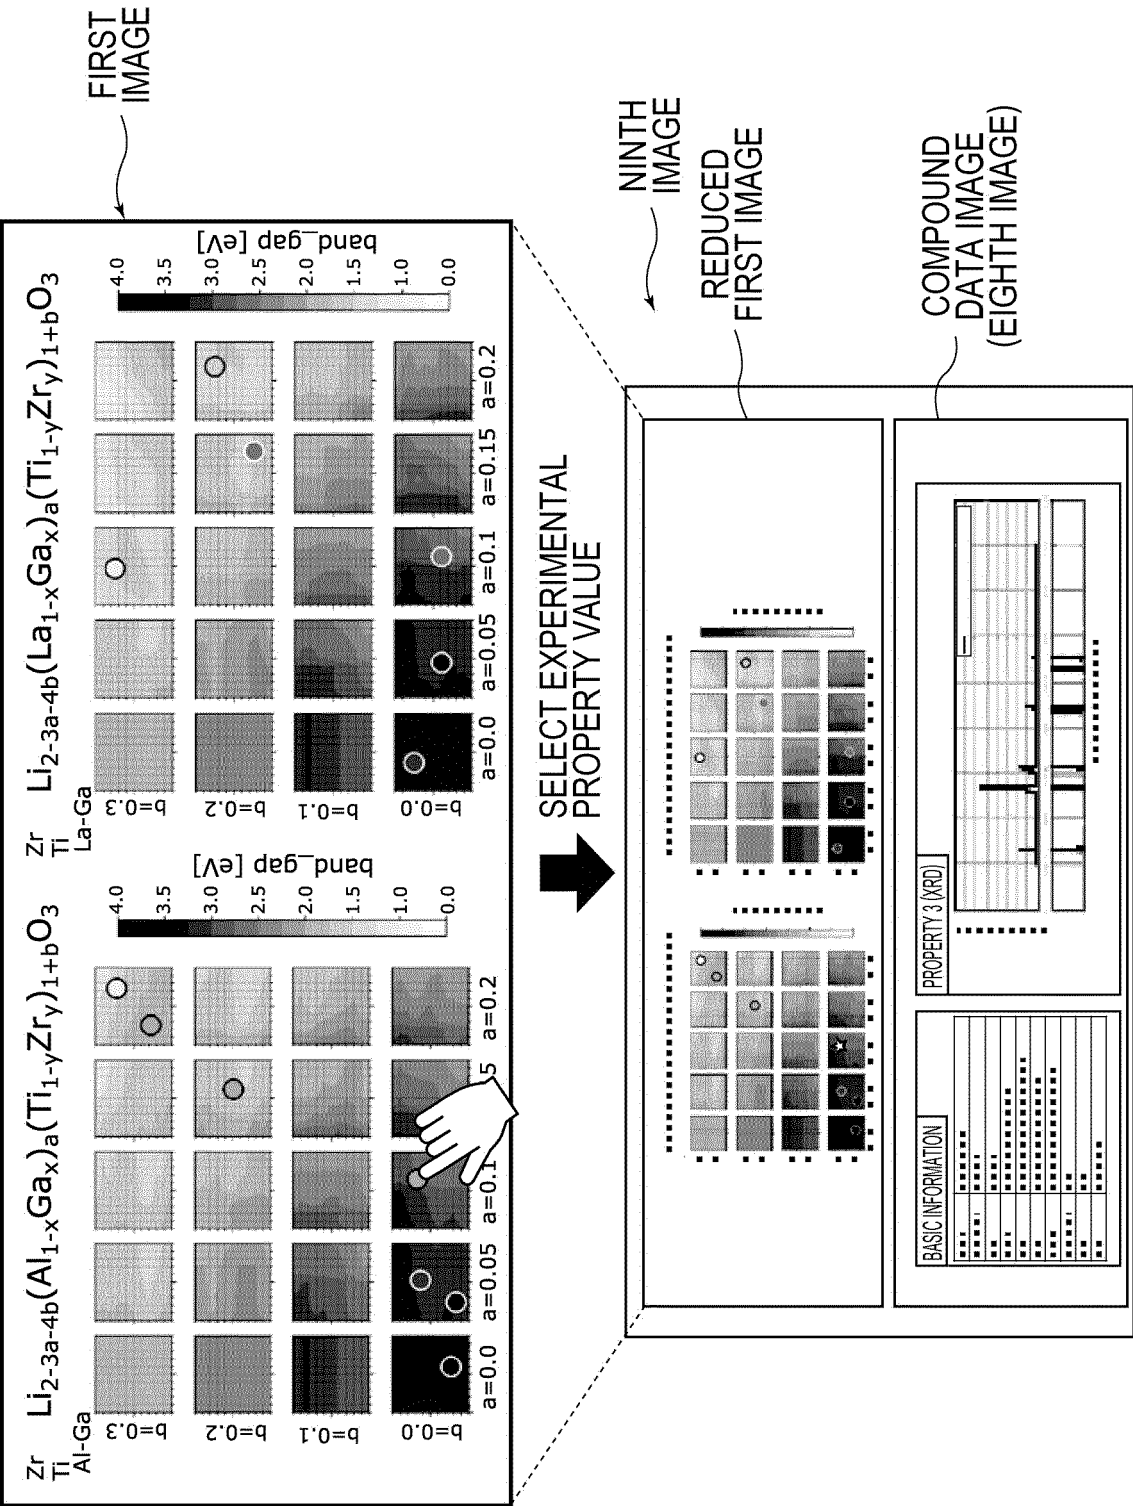 Zr
Ti
Al-Ga
Li2-3a-4b(Al1-xGax)a(Ti1-yZry)1+bO3
b=0.3
b=0.2
b=0.1
b=0.0
a=0.0
a=0.05
a=0.1
5
a=0.2
4.0
3.5
3.0
2.5
2.0
1.5
1.0
0.0
band_gap [eV]
Zr
Ti
La-Ga
Li2-3a-4b(La1-xGax)a(Ti1-yZry)1+bO3
b=0.3
b=0.2
b=0.1
b=0.0
a=0.0
a=0.05
a=0.1
a=0.15
a=0.2
4.0
3.5
3.0
2.5
2.0
1.5
1.0
0.0
band_gap [eV]
FIRST
IMAGE
SELECT EXPERIMENTAL
PROPERTY VALUE
NINTH
IMAGE
REDUCED
FIRST IMAGE
COMPOUND
DATA IMAGE
(EIGHTH IMAGE)
BASIC INFORMATION
PROPERTY 3 (XRD)